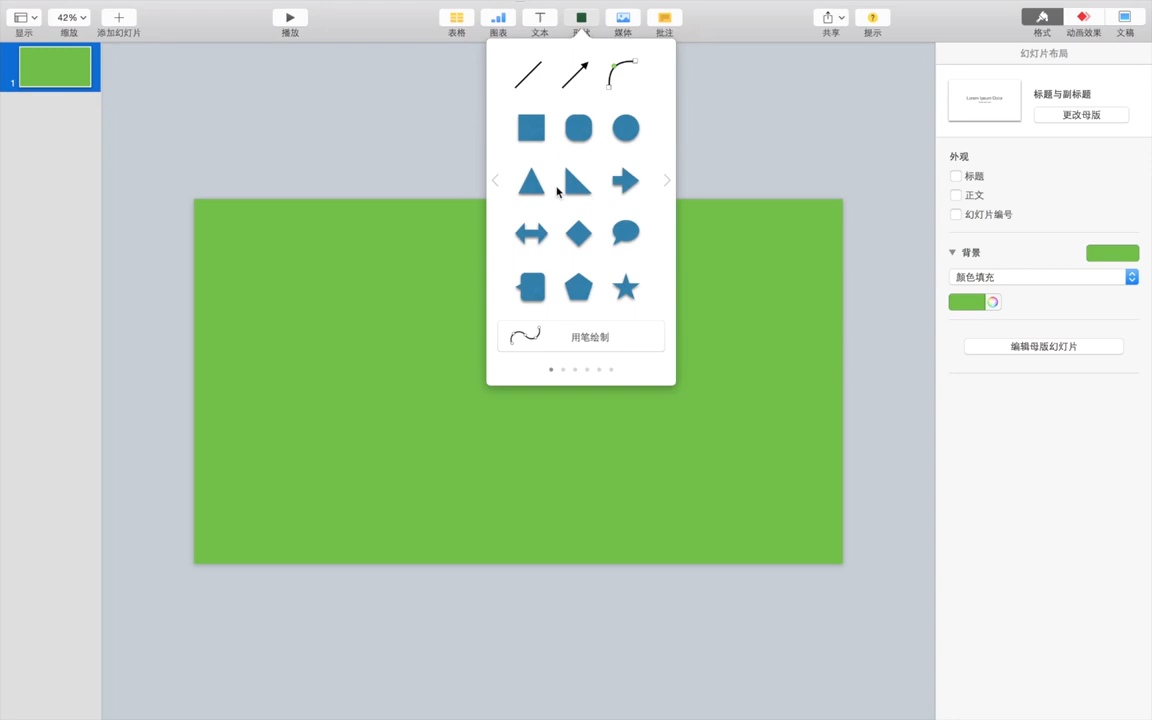 42%
显示
缩放
添加幻灯片
播放
表格
图表
文本
形状
媒体
批注
共享
提示
格式
动画效果
文稿
1
用笔绘制
幻灯片布局
标题与副标题
更改母版
外观
标题
正文
幻灯片编号
背景
颜色填充
编辑母版幻灯片